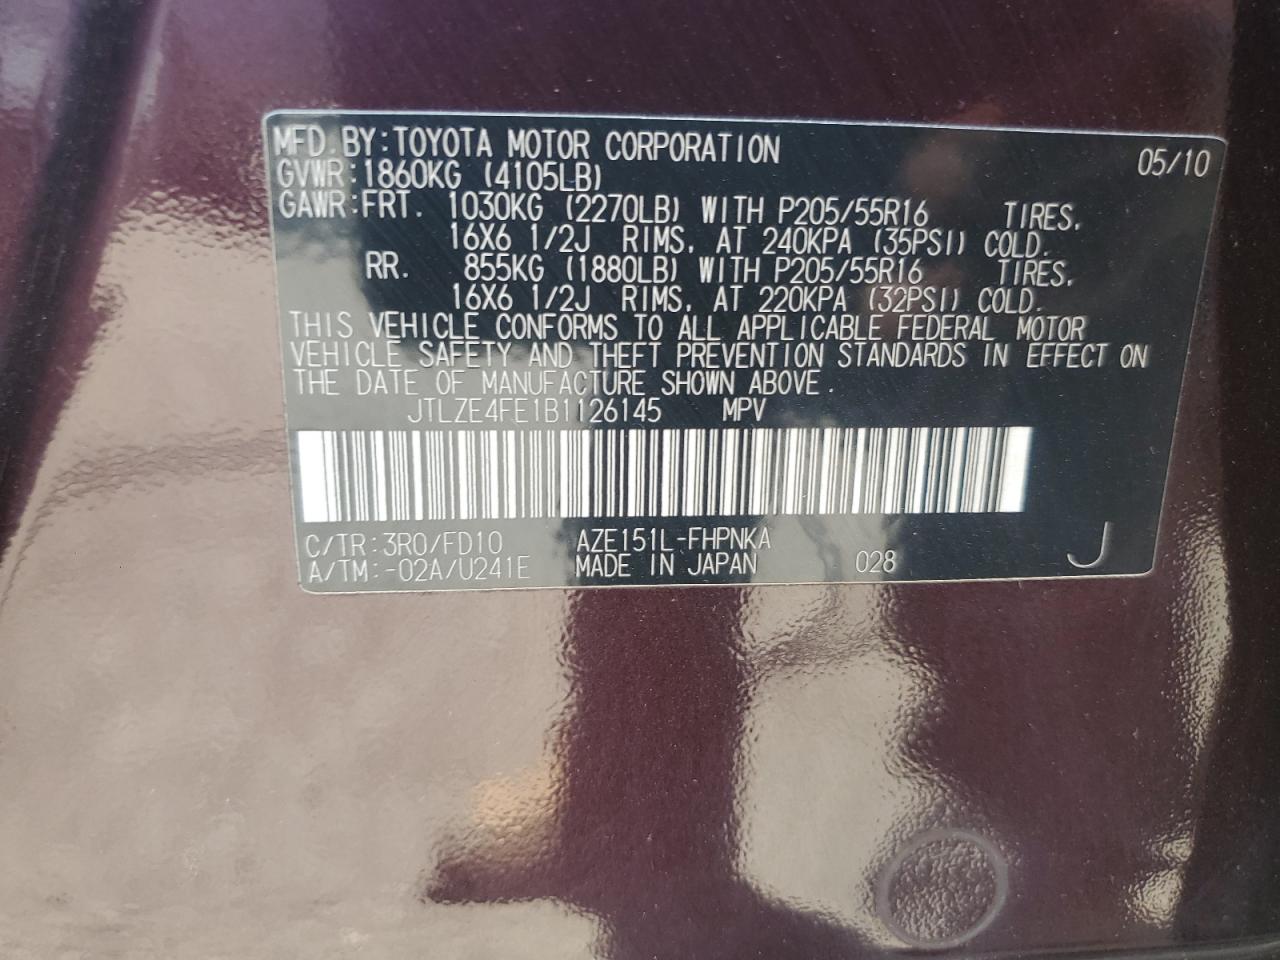 MFD.BY:TOYOTA MOTOR CORPORATION 05/10
GVWR:1860KG (4105LB)
GAWR:FRT. 1030KG (2270LB) WITH P205/55R16 TIRES,
16X6 1/2J RIMS, AT 240KPA (35PSI) COLD.
RR. 855KG (1880LB) WITH P205/55R16 TIRES,
16X6 1/2J RIMS, AT 220KPA (32PSI) COLD.
THIS VEHICLE CONFORMS TO ALL APPLICABLE FEDERAL MOTOR
VEHICLE SAFETY AND THEFT PREVENTION STANDARDS IN EFFECT ON
THE DATE OF MANUFACTURE SHOWN ABOVE.
JTLZE4FE1B1126145 MPV
C/TR:3R0/FD10 AZE151L-FHPNKA
A/TM:-02A/U241E MADE IN JAPAN 028 J